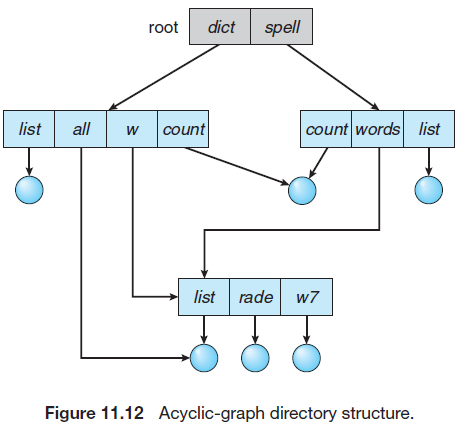 root dict spell
list all w count count words list
list rade w7
Figure 11.12 Acyclic-graph directory structure.